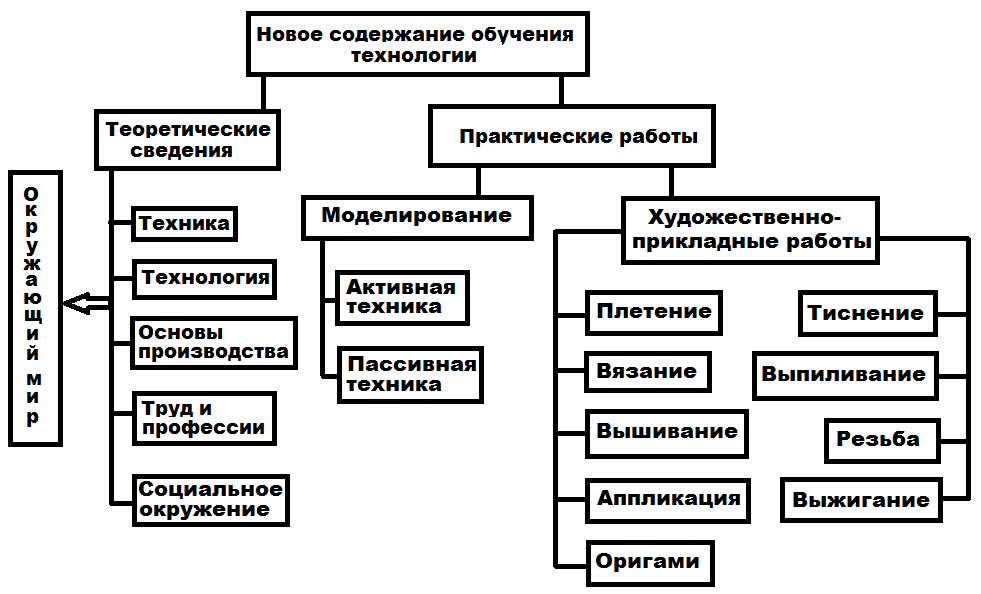 Новое содержание обучения
технологии
Теоретические
сведения
Практические работы
Окружающий мир
Техника
Технология
Основы
производства
Труд и
профессии
Социальное
окружение
Моделирование
Активная
техника
Пассивная
техника
Художественно-
прикладные работы
Плетение
Вязание
Вышивание
Аппликация
Оригами
Тиснение
Выпиливание
Резьба
Выжигание